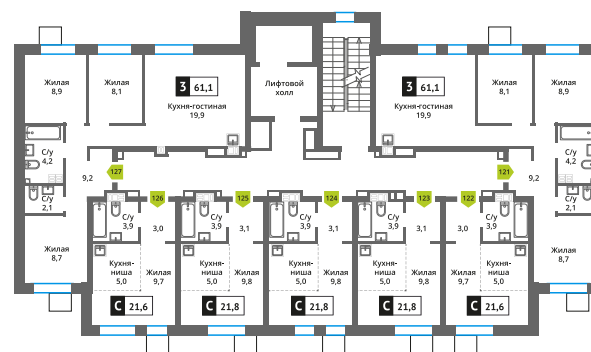 Жилая
8,9
Жилая
8,1
3 61,1
Кухня-гостиная
19,9
Лифтовой
холл
3 61,1
Кухня-гостиная
19,9
Жилая
8,1
Жилая
8,9
С/у
4,2
9,2
127
121
9,2
С/у
4,2
С/у
2,1
126
125
124
123
122
С/у
2,1
С/у
3,9
3,0
С/у
3,9
3,1
С/у
3,9
3,1
С/у
3,9
3,1
3,0
С/у
3,9
Жилая
8,7
Кухня-
ниша
5,0
Жилая
9,7
Кухня-
ниша
5,0
Жилая
9,8
Кухня-
ниша
5,0
Жилая
9,8
Кухня-
ниша
5,0
Жилая
9,8
Жилая
9,7
Кухня-
ниша
5,0
Жилая
8,7
С 21,6
С 21,8
С 21,8
С 21,8
С 21,6